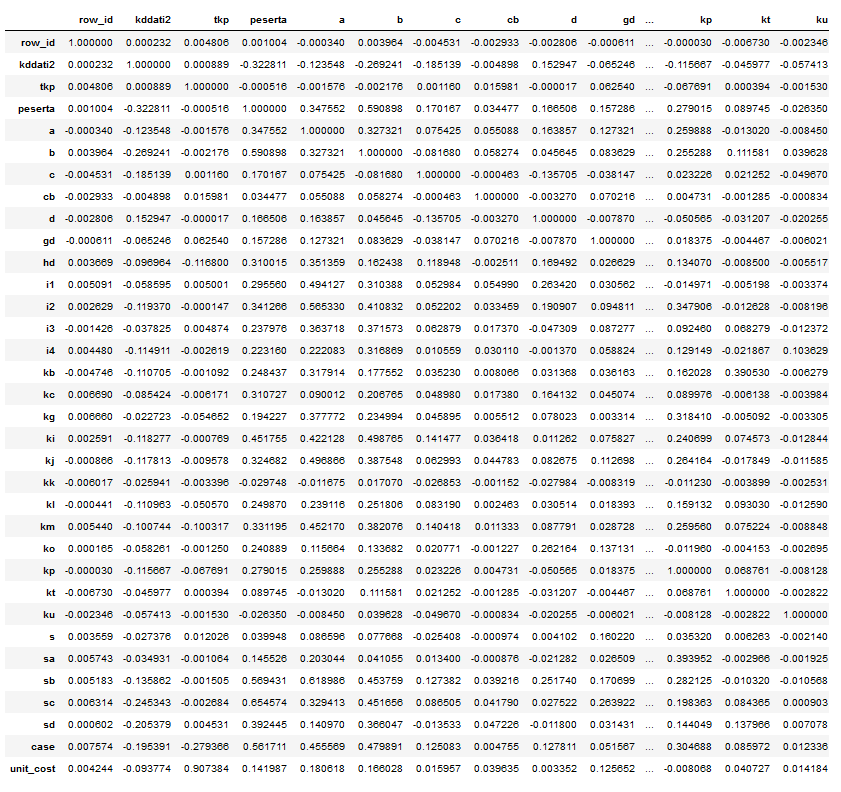 row_id kddati2 tkp peserta a b c cb d gd ... kp kt ku
row_id 1.000000 0.000232 0.004806 0.001004 -0.000340 0.003964 -0.004531 -0.002933 -0.002806 -0.000611 ... -0.000030 -0.006730 -0.002346
kddati2 0.000232 1.000000 0.000889 -0.322811 -0.123548 -0.269241 -0.185139 -0.004898 0.152947 -0.065246 ... -0.115667 -0.045977 -0.057413
tkp 0.004806 0.000889 1.000000 -0.000516 -0.001576 -0.002176 0.001160 0.015981 -0.000017 0.062540 ... -0.067691 0.000394 -0.001530
peserta 0.001004 -0.322811 -0.000516 1.000000 0.347552 0.590898 0.170167 0.034477 0.166506 0.157286 ... 0.279015 0.089745 -0.026350
a -0.000340 -0.123548 -0.001576 0.347552 1.000000 0.327321 0.075425 0.055088 0.163857 0.127321 ... 0.259888 -0.013020 -0.008450
b 0.003964 -0.269241 -0.002176 0.590898 0.327321 1.000000 -0.081680 0.058274 0.045645 0.083629 ... 0.255288 0.111581 0.039628
c -0.004531 -0.185139 0.001160 0.170167 0.075425 -0.081680 1.000000 -0.000463 -0.135705 -0.038147 ... 0.023226 0.021252 -0.049670
cb -0.002933 -0.004898 0.015981 0.034477 0.055088 0.058274 -0.000463 1.000000 -0.003270 0.070216 ... 0.004731 -0.001285 -0.000834
d -0.002806 0.152947 -0.000017 0.166506 0.163857 0.045645 -0.135705 -0.003270 1.000000 -0.007870 ... -0.050565 -0.031207 -0.020255
gd -0.000611 -0.065246 0.062540 0.157286 0.127321 0.083629 -0.038147 0.070216 -0.007870 1.000000 ... 0.018375 -0.004467 -0.006021
hd 0.003669 -0.096964 -0.116800 0.310015 0.351359 0.162438 0.118948 -0.002511 0.169492 0.026629 ... 0.134070 -0.008500 -0.005517
i1 0.005091 -0.058595 0.005001 0.295560 0.494127 0.310388 0.052984 0.054990 0.263420 0.030562 ... -0.014971 -0.005198 -0.003374
i2 0.002629 -0.119370 -0.000147 0.341266 0.565330 0.410832 0.052202 0.033459 0.190907 0.094811 ... 0.347906 -0.012628 -0.008196
i3 -0.001426 -0.037825 0.004874 0.237976 0.363718 0.371573 0.062879 0.017370 -0.047309 0.087277 ... 0.092460 0.068279 -0.012372
i4 0.004480 -0.114911 -0.002619 0.223160 0.222083 0.316869 0.010559 0.030110 -0.001370 0.058824 ... 0.129149 -0.021867 0.103629
kb -0.004746 -0.110705 -0.001092 0.248437 0.317914 0.177552 0.035230 0.008066 0.031368 0.036163 ... 0.162028 0.390530 -0.006279
kc 0.006690 -0.085424 -0.006171 0.310727 0.090012 0.206765 0.048980 0.017380 0.164132 0.045074 ... 0.089976 -0.006138 -0.003984
kg 0.006660 -0.022723 -0.054652 0.194227 0.377772 0.234994 0.045895 0.005512 0.078023 0.003314 ... 0.318410 -0.005092 -0.003305
ki 0.002591 -0.118277 -0.000769 0.451755 0.422128 0.498765 0.141477 0.036418 0.011262 0.075827 ... 0.240699 0.074573 -0.012844
kj -0.000866 -0.117813 -0.009578 0.324682 0.496866 0.387548 0.062993 0.044783 0.082675 0.112698 ... 0.264164 -0.017849 -0.011585
kk -0.006017 -0.025941 -0.003396 -0.029748 -0.011675 0.017070 -0.026853 -0.001152 -0.027984 -0.008319 ... -0.011230 -0.003899 -0.002531
kl -0.000441 -0.110963 -0.050570 0.249870 0.239116 0.251806 0.083190 0.002463 0.030514 0.018393 ... 0.159132 0.093030 -0.012590
km 0.005440 -0.100744 -0.100317 0.331195 0.452170 0.382076 0.140418 0.011333 0.087791 0.028728 ... 0.259560 0.075224 -0.008848
ko 0.000165 -0.058261 -0.001250 0.240889 0.115664 0.133682 0.020771 -0.001227 0.262164 0.137131 ... -0.011960 -0.004153 -0.002695
kp -0.000030 -0.115667 -0.067691 0.279015 0.259888 0.255288 0.023226 0.004731 -0.050565 0.018375 ... 1.000000 0.068761 -0.008128
kt -0.006730 -0.045977 0.000394 0.089745 -0.013020 0.111581 0.021252 -0.001285 -0.031207 -0.004467 ... 0.068761 1.000000 -0.002822
ku -0.002346 -0.057413 -0.001530 -0.026350 -0.008450 0.039628 -0.049670 -0.000834 -0.020255 -0.006021 ... -0.008128 -0.002822 1.000000
s 0.003559 -0.027376 0.012026 0.039948 0.086596 0.077668 -0.025408 -0.000974 0.004102 0.160220 ... 0.035320 0.006263 -0.002140
sa 0.005743 -0.034931 -0.001064 0.145526 0.203044 0.041055 0.013400 -0.000876 -0.021282 0.026509 ... 0.393952 -0.002966 -0.001925
sb 0.005183 -0.135862 -0.001505 0.569431 0.618986 0.453759 0.127382 0.039216 0.251740 0.170699 ... 0.282125 -0.010320 -0.010568
sc 0.006314 -0.245343 -0.002684 0.654574 0.329413 0.451656 0.086505 0.041790 0.027522 0.263922 ... 0.198363 0.084365 0.000903
sd 0.000602 -0.205379 0.004531 0.392445 0.140970 0.366047 -0.013533 0.047226 -0.011800 0.031431 ... 0.144049 0.137966 0.007078
case 0.007574 -0.195391 -0.279366 0.561711 0.455569 0.479891 0.125083 0.004755 0.127811 0.051567 ... 0.304688 0.085972 0.012336
unit_cost 0.004244 -0.093774 0.907384 0.141987 0.180618 0.166028 0.015957 0.039635 0.003352 0.125652 ... -0.008068 0.040727 0.014184